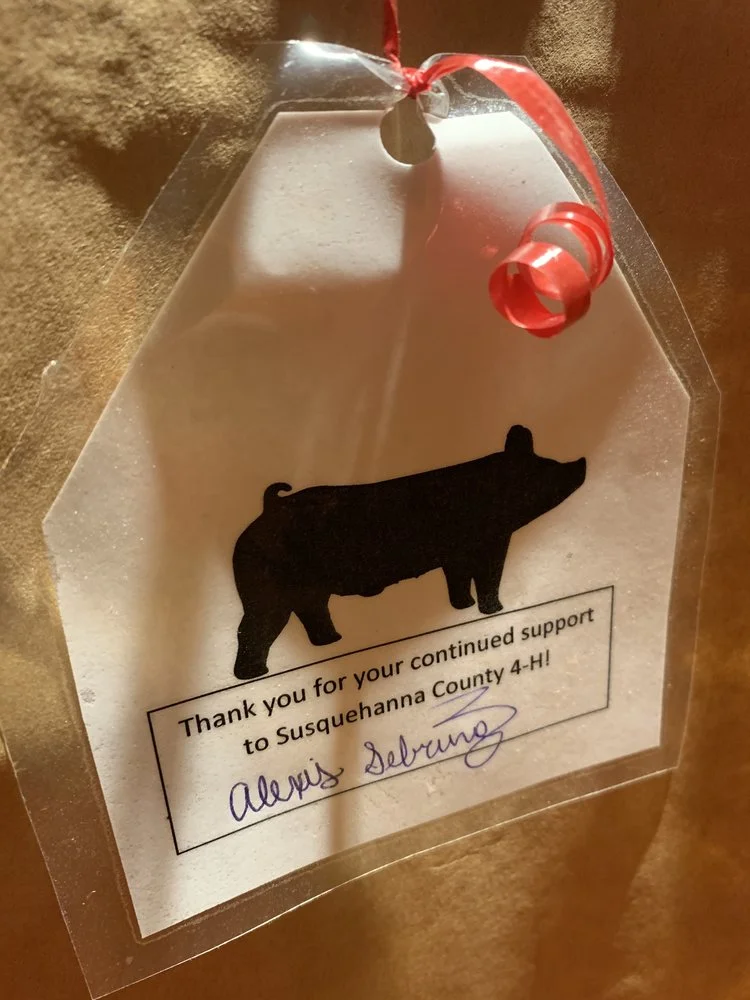 Thank you for your continued support
to Susquehanna County 4-H!
Alexis Sebring